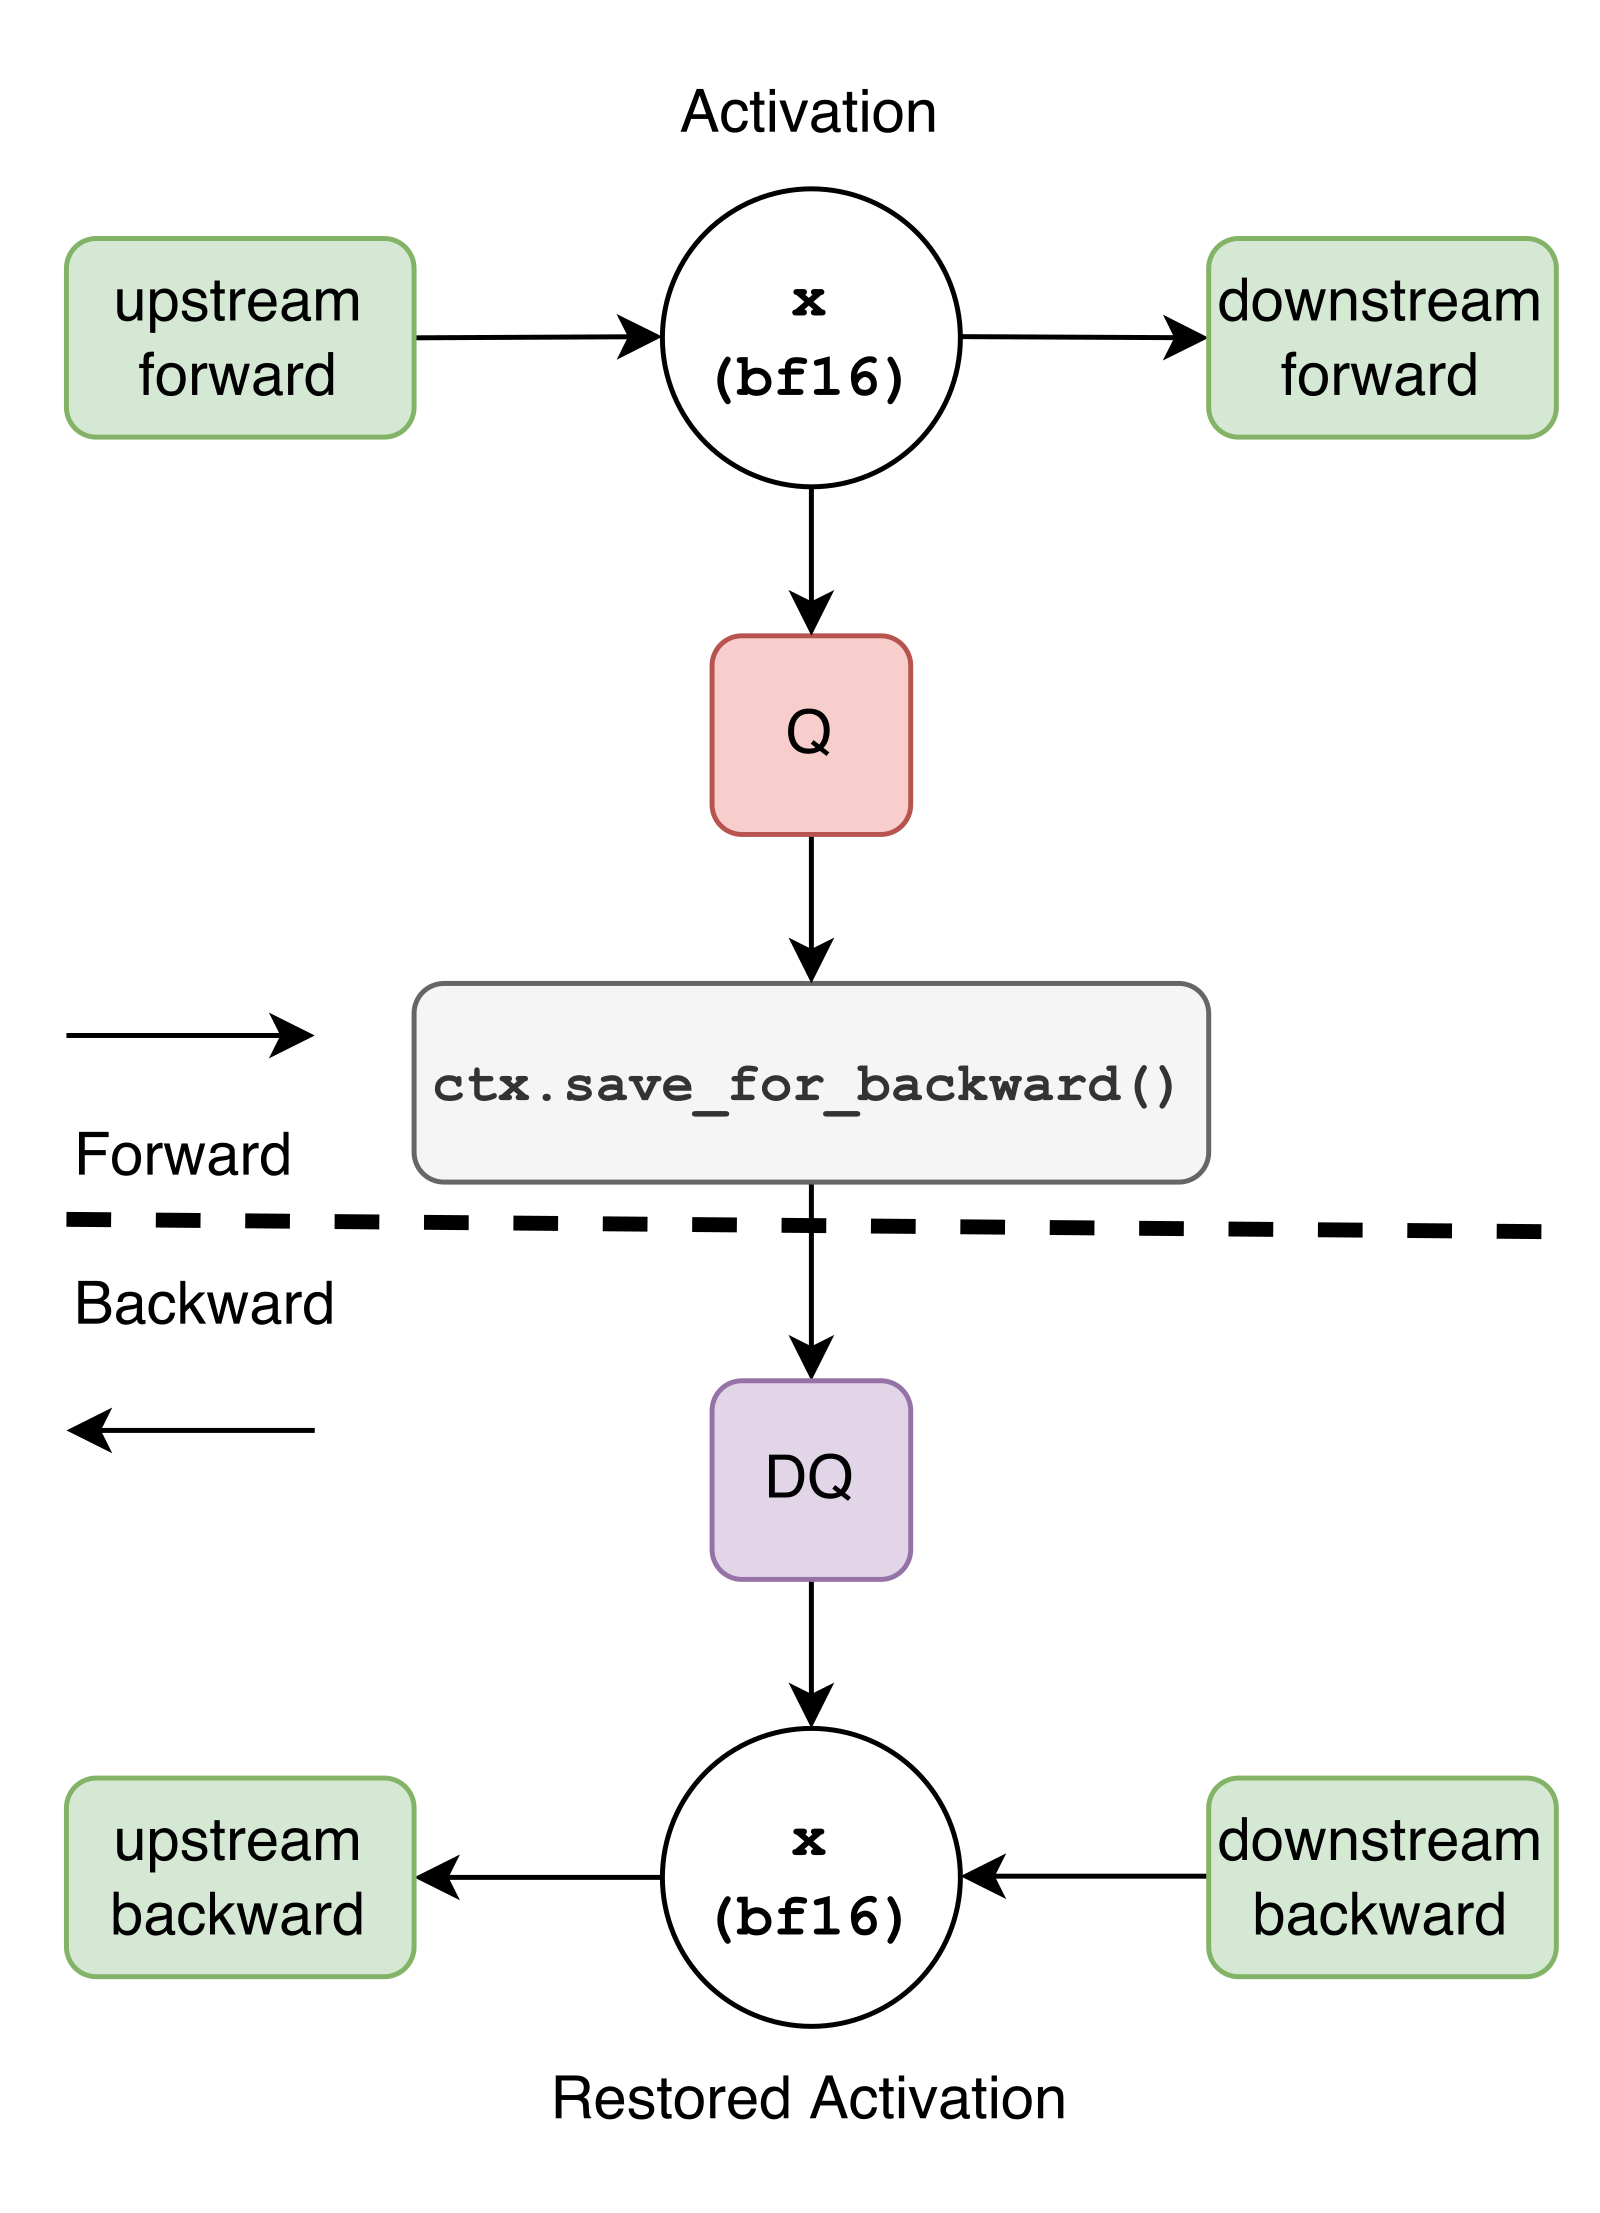 Activation
upstream
forward
x
(bf16)
downstream
forward
Q
ctx.save_for_backward()
Forward
Backward
DQ
upstream
backward
x
(bf16)
downstream
backward
Restored Activation